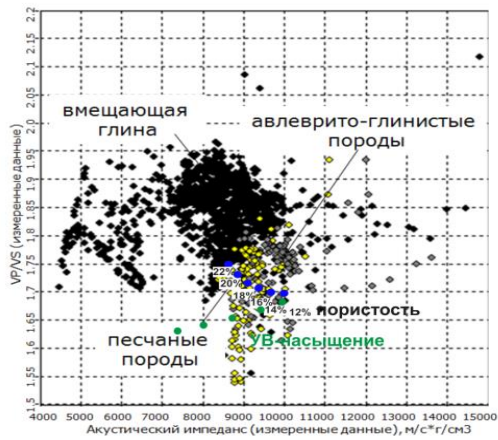 2.2
2.1
2.15
2.05
2.0
1.95
1.9
1.85
1.8
1.75
1.7
1.65
1.6
1.55
1.5
VP/VS (измеренные данные)
вмещающая
глина
авлеврито-глинистые
породы
22%
20%
18%
16%
14%
12%
пористость
песчаные
породы
УВ-насыщение
4000 5000 6000 7000 8000 9000 10000 11000 12000 13000 14000 15000
Акустический импеданс (измеренные данные), м/с*г/см3